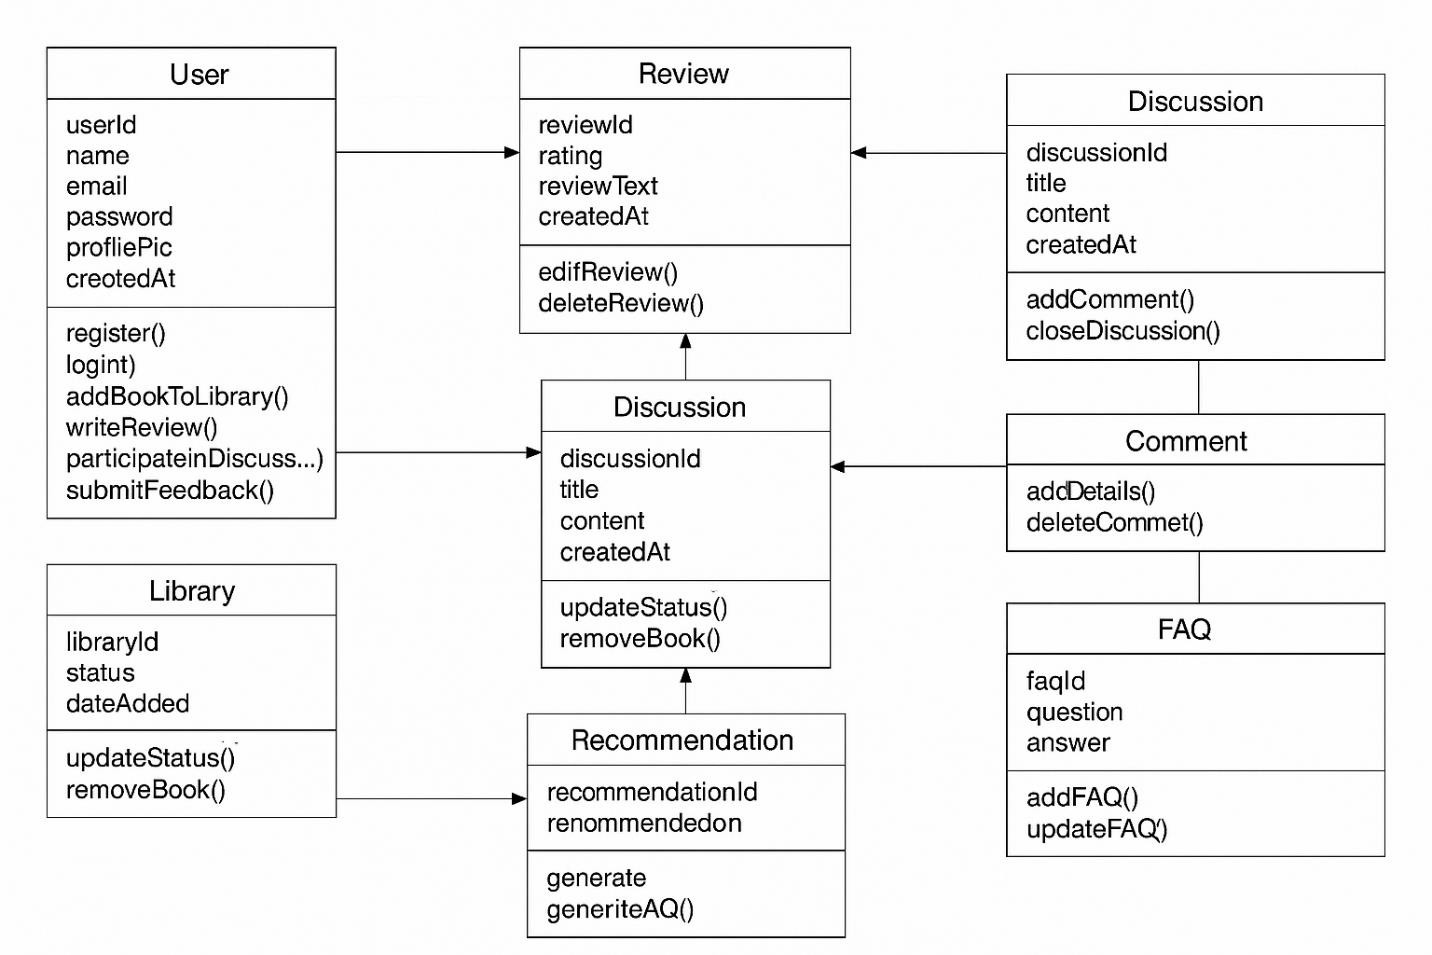 User
userId
name
email
password
profliePic
creotedAt
register()
logint)
addBookToLibrary()
writeReview()
participateinDiscuss...)
submitFeedback()
Library
libraryId
status
dateAdded
updateStatus()
removeBook()
Review
reviewId
rating
reviewText
createdAt
edifReview()
deleteReview()
Discussion
discussionId
title
content
createdAt
updateStatus()
removeBook()
Recommendation
recommendationId
renommendedon
generate
generiteAQ()
Discussion
discussionId
title
content
createdAt
addComment()
closeDiscussion()
Comment
addDetails()
deleteCommet()
FAQ
faqId
question
answer
addFAQ()
updateFAQ')